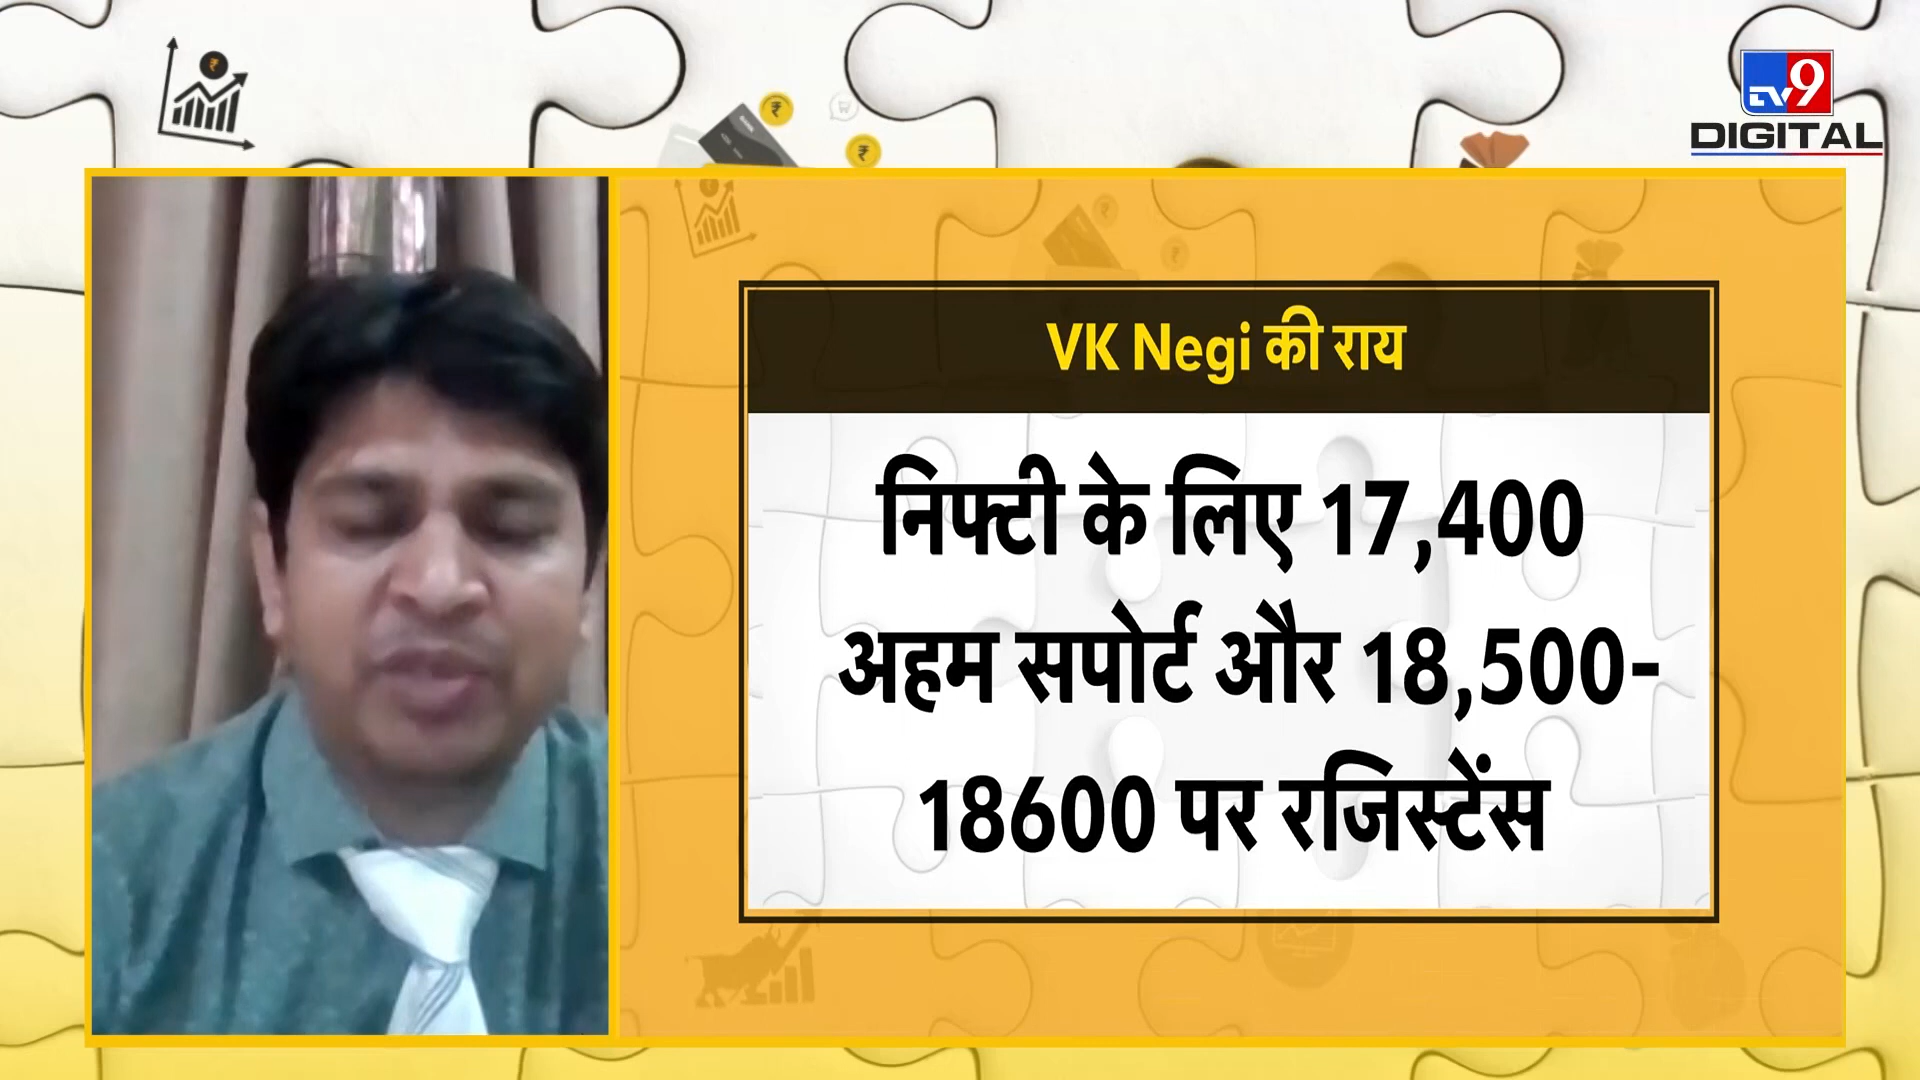 tv9
DIGITAL
VK Negi की राय
निफ्टी के लिए 17,400
अहम सपोर्ट और 18,500-
18600 पर रजिस्टेंस